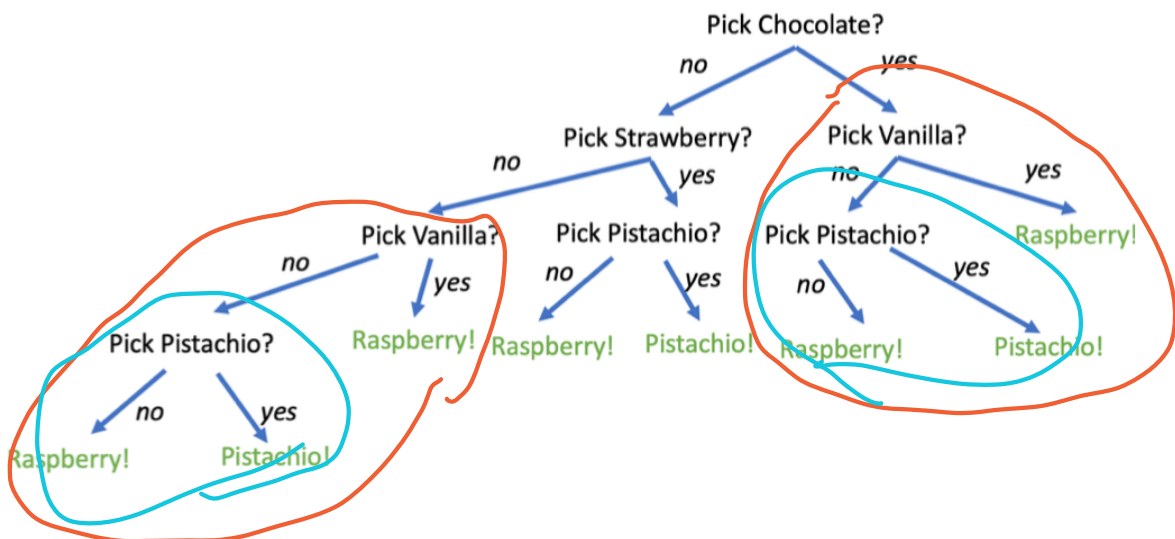 Pick Chocolate?
no
yes
Pick Strawberry?
Pick Vanilla?
no
yes
no
yes
Pick Vanilla?
Pick Pistachio?
Pick Pistachio?
Raspberry!
no
yes
no
yes
no
yes
Pick Pistachio?
Raspberry!
Raspberry!
Pistachio!
Raspberry!
Pistachio!
no
yes
Raspberry!
Pistachio!